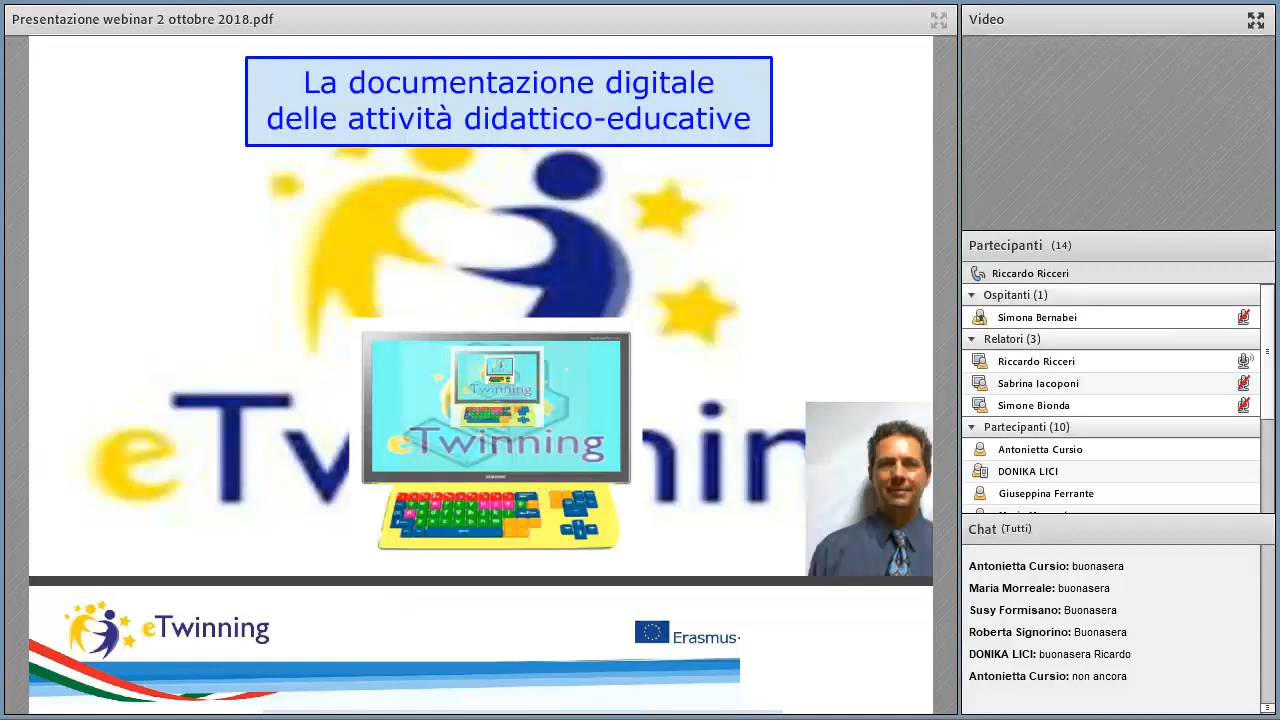 Presentazione webinar 2 ottobre 2018.pdf
La documentazione digitale
delle attività didattico-educative
eTwinning
eTwinning
eTwinning
Erasmus
Video
Partecipanti (14)
Riccardo Ricceri
Ospitanti (1)
Simona Bernabei
Relatori (3)
Riccardo Ricceri
Sabrina Iacoponi
Simone Bionda
Partecipanti (10)
Antonietta Cursio
DONIKA LICI
Giuseppina Ferrante
Chat (Tutti)
Antonietta Cursio: buonasera
Maria Morreale: buonasera
Susy Formisano: Buonasera
Roberta Signorino: Buonasera
DONIKA LICI: buonasera Ricardo
Antonietta Cursio: non ancora